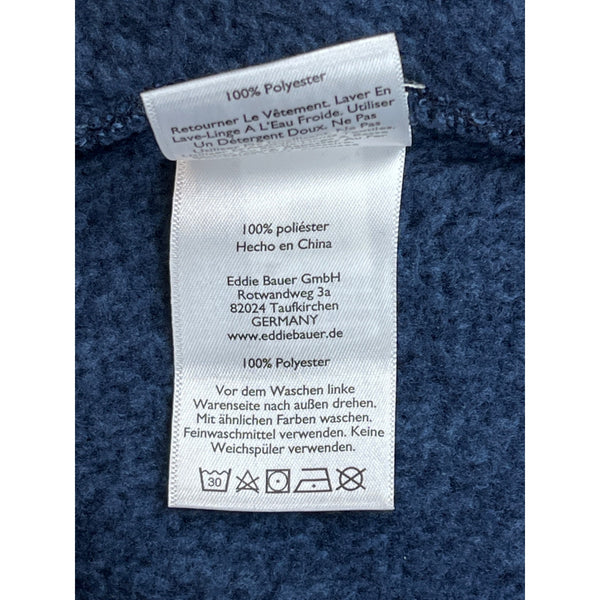 100% Polyester
Retourner Le Vêtement. Laver En
Lave-Linge A L'Eau Froide. Utiliser
Un Détergent Doux. Ne Pas
100% poliéster
Hecho en China
Eddie Bauer GmbH
Rotwandweg 3a
82024 Taufkirchen
GERMANY
www.eddiebauer.de
100% Polyester
Vor dem Waschen linke
Warenseite nach außen drehen.
Mit ähnlichen Farben waschen.
Feinwaschmittel verwenden. Keine
Weichspüler verwenden.
30